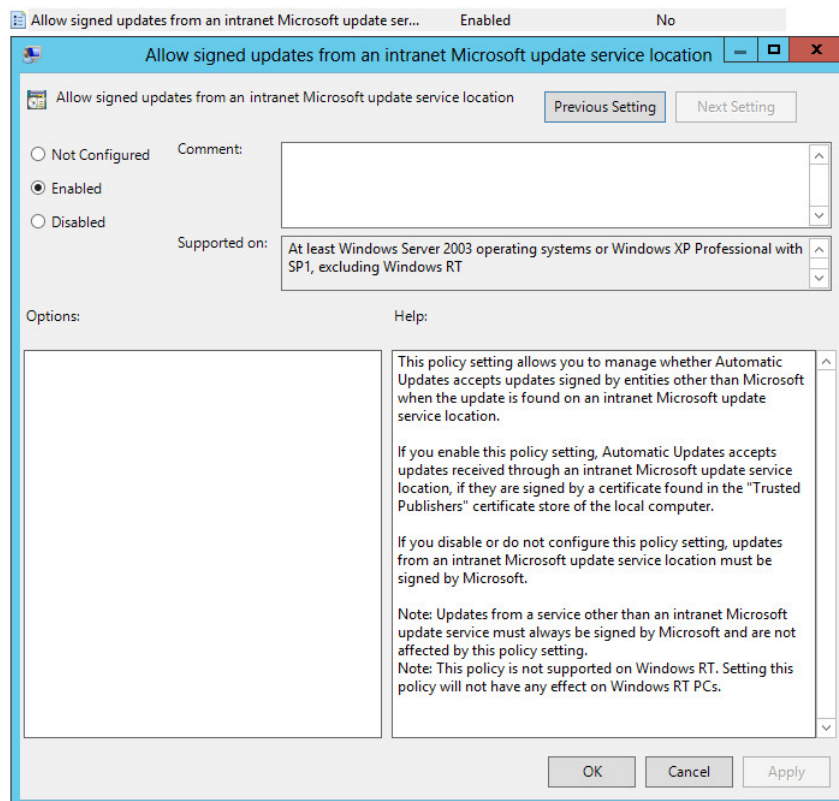 Allow signed updates from an intranet Microsoft update ser... Enabled No
Allow signed updates from an intranet Microsoft update service location
Allow signed updates from an intranet Microsoft update service location
Previous Setting
Next Setting
Not Configured
Comment:
Enabled
Disabled
Supported on:
At least Windows Server 2003 operating systems or Windows XP Professional with
SP1, excluding Windows RT
Options:
Help:
This policy setting allows you to manage whether Automatic
Updates accepts updates signed by entities other than Microsoft
when the update is found on an intranet Microsoft update
service location.
If you enable this policy setting, Automatic Updates accepts
updates received through an intranet Microsoft update service
location, if they are signed by a certificate found in the "Trusted
Publishers" certificate store of the local computer.
If you disable or do not configure this policy setting, updates
from an intranet Microsoft update service location must be
signed by Microsoft.
Note: Updates from a service other than an intranet Microsoft
update service must always be signed by Microsoft and are not
affected by this policy setting.
Note: This policy is not supported on Windows RT. Setting this
policy will not have any effect on Windows RT PCs.
OK
Cancel
Apply